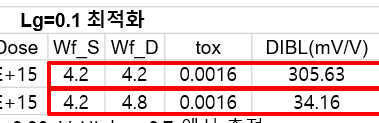 Lg=0.1 최적화
Dose Wf_S Wf_D tox DIBL(mV/V)
E+15 4.2 4.2 0.0016 305.63
E+15 4.2 4.8 0.0016 34.16